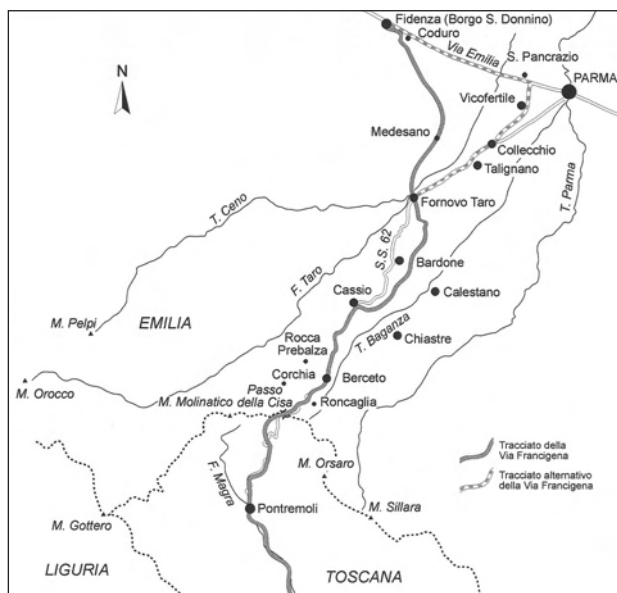 Fidenza (Borgo S. Donnino)
Coduro
Via Emilia
S. Pancrazio
PARMA
N
Vicofertile
Medesano
Collecchio
Talignano
T. Parma
Fornovo Taro
T. Ceno
S.S. 62
F. Taro
Bardone
Cassio
Calestano
M. Pelpi
EMILIA
T. Baganza
Chiastre
Rocca
Prebalza
Corchia
Berceto
M. Orocco
Passo
della Cisa
M. Molinatico
Roncaglia
Tracciato della
Via Francigena
M. Orsaro
Tracciato alternativo
della Via Francigena
F. Magra
M. Sillara
Pontremoli
M. Gottero
LIGURIA
TOSCANA